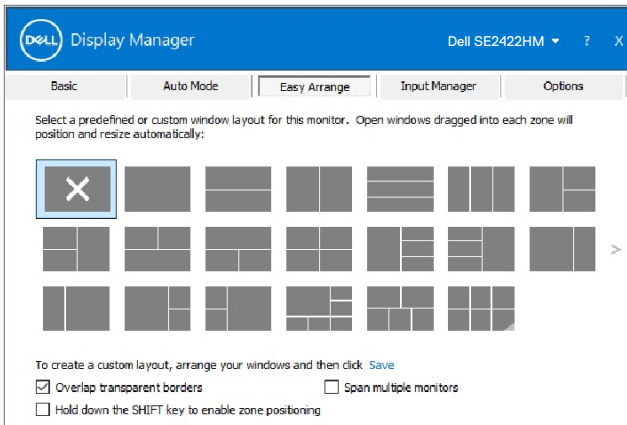 DELL Display Manager Dell SE2422HM ? X
Basic Auto Mode Easy Arrange Input Manager Options
Select a predefined or custom window layout for this monitor. Open windows dragged into each zone will
position and resize automatically:
>
To create a custom layout, arrange your windows and then click Save
Overlap transparent borders Span multiple monitors
Hold down the SHIFT key to enable zone positioning